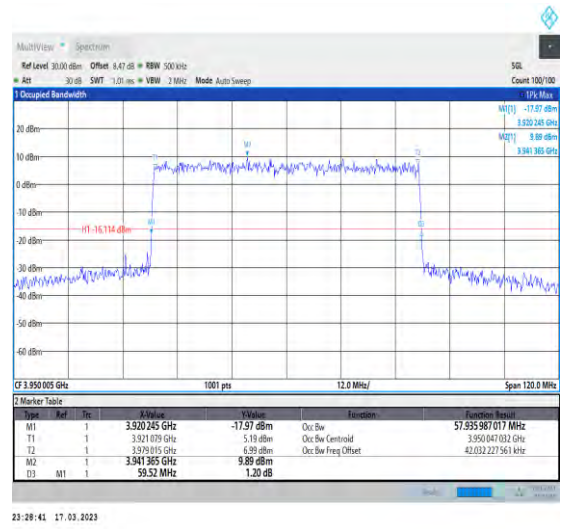 MultiView Spectrum
Ref Level 30.00 dBm Offset 8.47 dB RBW 500 kHz SGL
Att 30 dB SWT 1.01 ms VBW 2 MHz Mode Auto Sweep Count 100/100
1 Occupied Bandwidth 1Pk Max
M1[1] -17.97 dBm
3.920 245 GHz
M2[1] 9.89 dBm
3.941 365 GHz
20 dBm
M2
10 dBm
T1 T2
0 dBm
-10 dBm
M1
H1 -16.114 dBm
-20 dBm
-30 dBm
-40 dBm
-50 dBm
-60 dBm
CF 3.950 005 GHz 1001 pts 12.0 MHz/ Span 120.0 MHz
2 Marker Table
Type Ref Trc X-Value Y-Value Function Function Result
M1 1 3.920245 GHz -17.97 dBm Occ Bw 57.935 987 017 MHz
T1 1 3.921 079 GHz 5.19 dBm Occ Bw Centroid 3.950 047 032 GHz
T2 1 3.979 015 GHz 6.99 dBm Occ Bw Freq Offset 42.032 227 561 kHz
M2 1 3.941 365 GHz 9.89 dBm
D3 M1 1 59.52 MHz 1.20 dB
23:28:41 17.03.2023